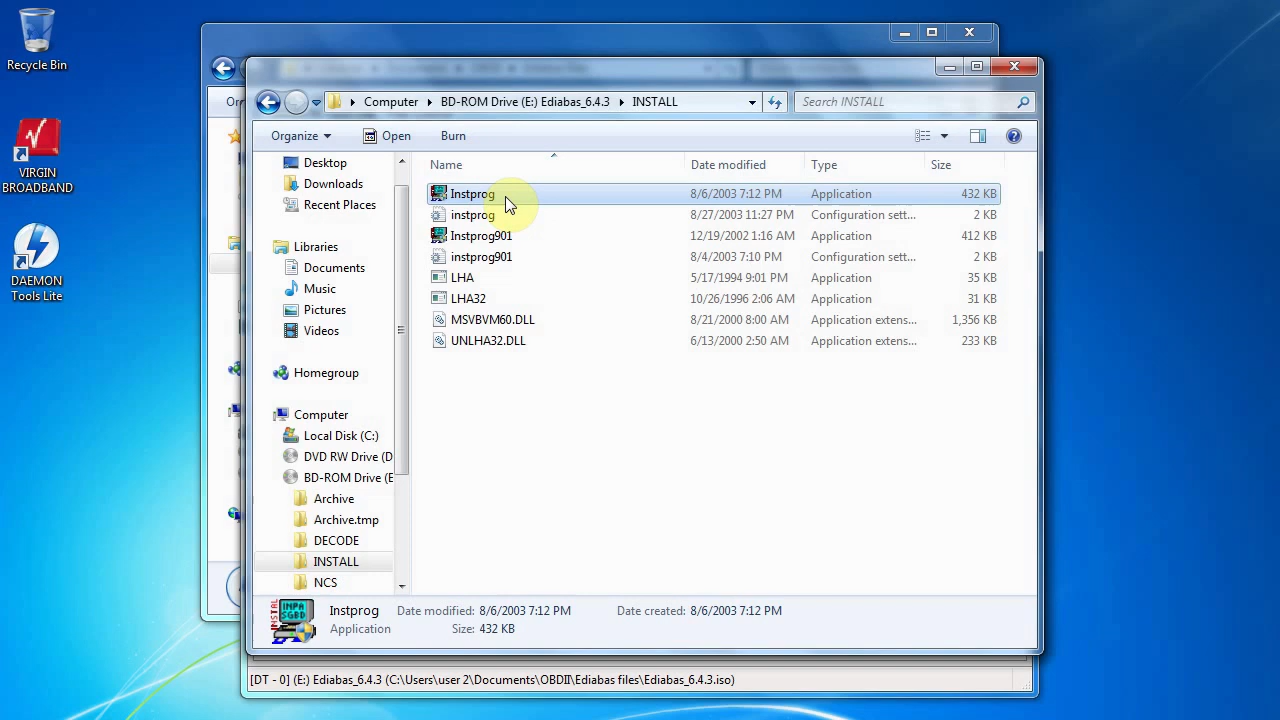 Recycle Bin
VIRGIN
BROADBAND
DAEMON
Tools Lite
Computer BD-ROM Drive (E:) Ediabas_6.4.3 INSTALL
Search INSTALL
Organize Open Burn
Name Date modified Type Size
Instprog 8/6/2003 7:12 PM Application 432 KB
instprog 8/27/2003 11:27 PM Configuration sett... 2 KB
Instprog901 12/19/2002 1:16 AM Application 412 KB
instprog901 8/4/2003 7:10 PM Configuration sett... 2 KB
LHA 5/17/1994 9:01 PM Application 35 KB
LHA32 10/26/1996 2:06 AM Application 31 KB
MSVBVM60.DLL 8/21/2000 8:00 AM Application extens... 1,356 KB
UNLHA32.DLL 6/13/2000 2:50 AM Application extens... 233 KB
Desktop
Downloads
Recent Places
Libraries
Documents
Music
Pictures
Videos
Homegroup
Computer
Local Disk (C:)
DVD RW Drive (D
BD-ROM Drive (E
Archive
Archive.tmp
DECODE
INSTALL
NCS
Or
INSTAL
INPA
SGBD
Instprog Date modified: 8/6/2003 7:12 PM Date created: 8/6/2003 7:12 PM
Application Size: 432 KB
[DT - 0] (E:) Ediabas_6.4.3 (C:\Users\user 2\Documents\OBDII\Ediabas files\Ediabas_6.4.3.iso)